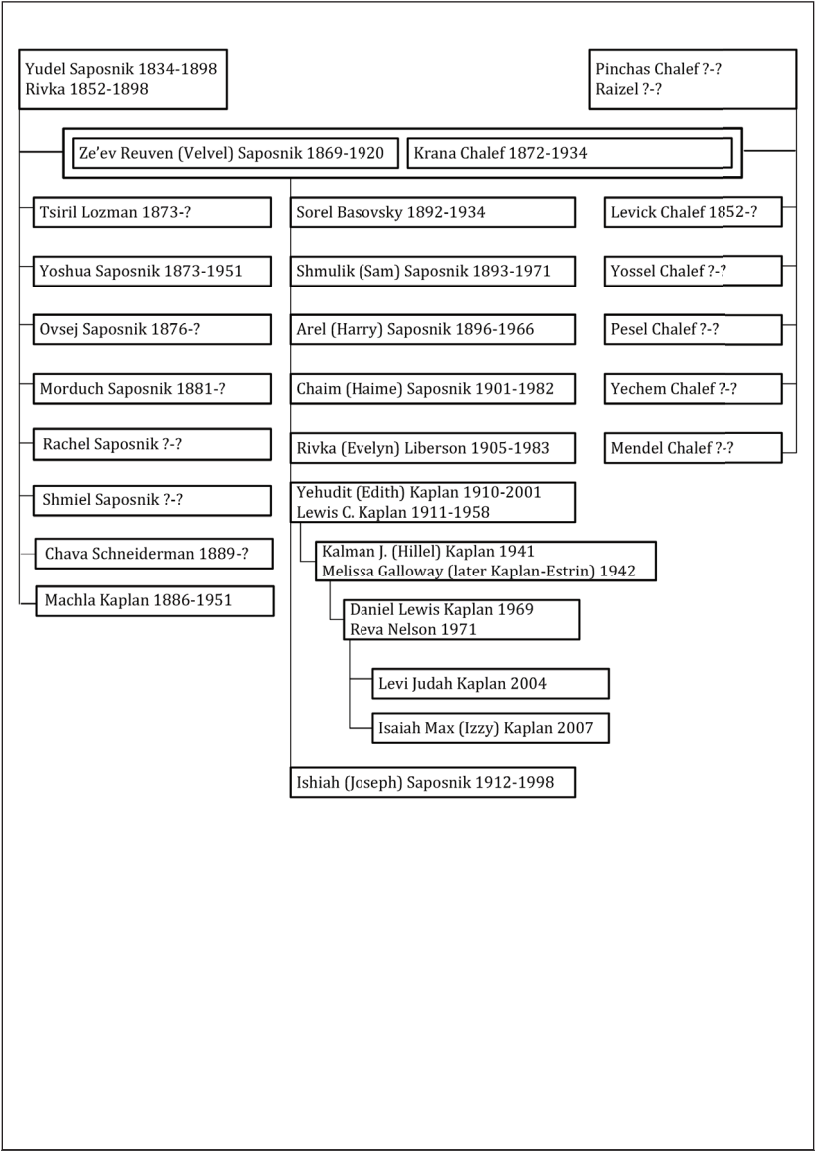 Yudel Saposnik 1834-1898
Rivka 1852-1898
Pinchas Chalef ?-?
Raizel ?-?
Ze'ev Reuven (Velvel) Saposnik 1869-1920
Krana Chalef 1872-1934
Tsiril Lozman 1873-?
Yoshua Saposnik 1873-1951
Ovsej Saposnik 1876-?
Morduch Saposnik 1881-?
Rachel Saposnik ?-?
Shmiel Saposnik ?-?
Chava Schneiderman 1889-?
Machla Kaplan 1886-1951
Sorel Basovsky 1892-1934
Shmulik (Sam) Saposnik 1893-1971
Arel (Harry) Saposnik 1896-1966
Chaim (Haime) Saposnik 1901-1982
Rivka (Evelyn) Liberson 1905-1983
Yehudit (Edith) Kaplan 1910-2001
Lewis C. Kaplan 1911-1958
Kalman J. (Hillel) Kaplan 1941
Melissa Galloway (later Kaplan-Estrin) 1942
Daniel Lewis Kaplan 1969
Reva Nelson 1971
Levi Judah Kaplan 2004
Isaiah Max (Izzy) Kaplan 2007
Ishiah (Joseph) Saposnik 1912-1998
Levick Chalef 1852-?
Yossel Chalef ?-?
Pesel Chalef ?-?
Yechem Chalef ?-?
Mendel Chalef ?-?